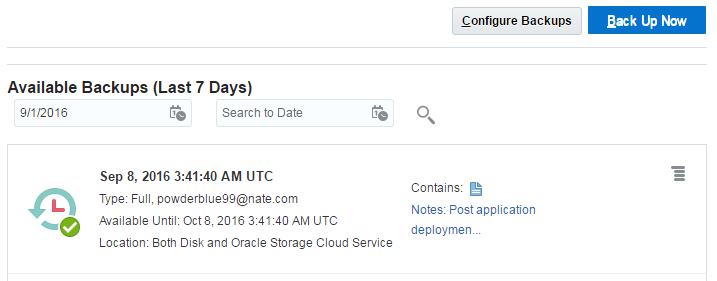 Configure Backups
Back Up Now
Available Backups (Last 7 Days)
9/1/2016
Search to Date
Sep 8, 2016 3:41:40 AM UTC
Type: Full, powderblue99@nate.com
Available Until: Oct 8, 2016 3:41:40 AM UTC
Location: Both Disk and Oracle Storage Cloud Service
Contains:
Notes: Post application
deploymen...